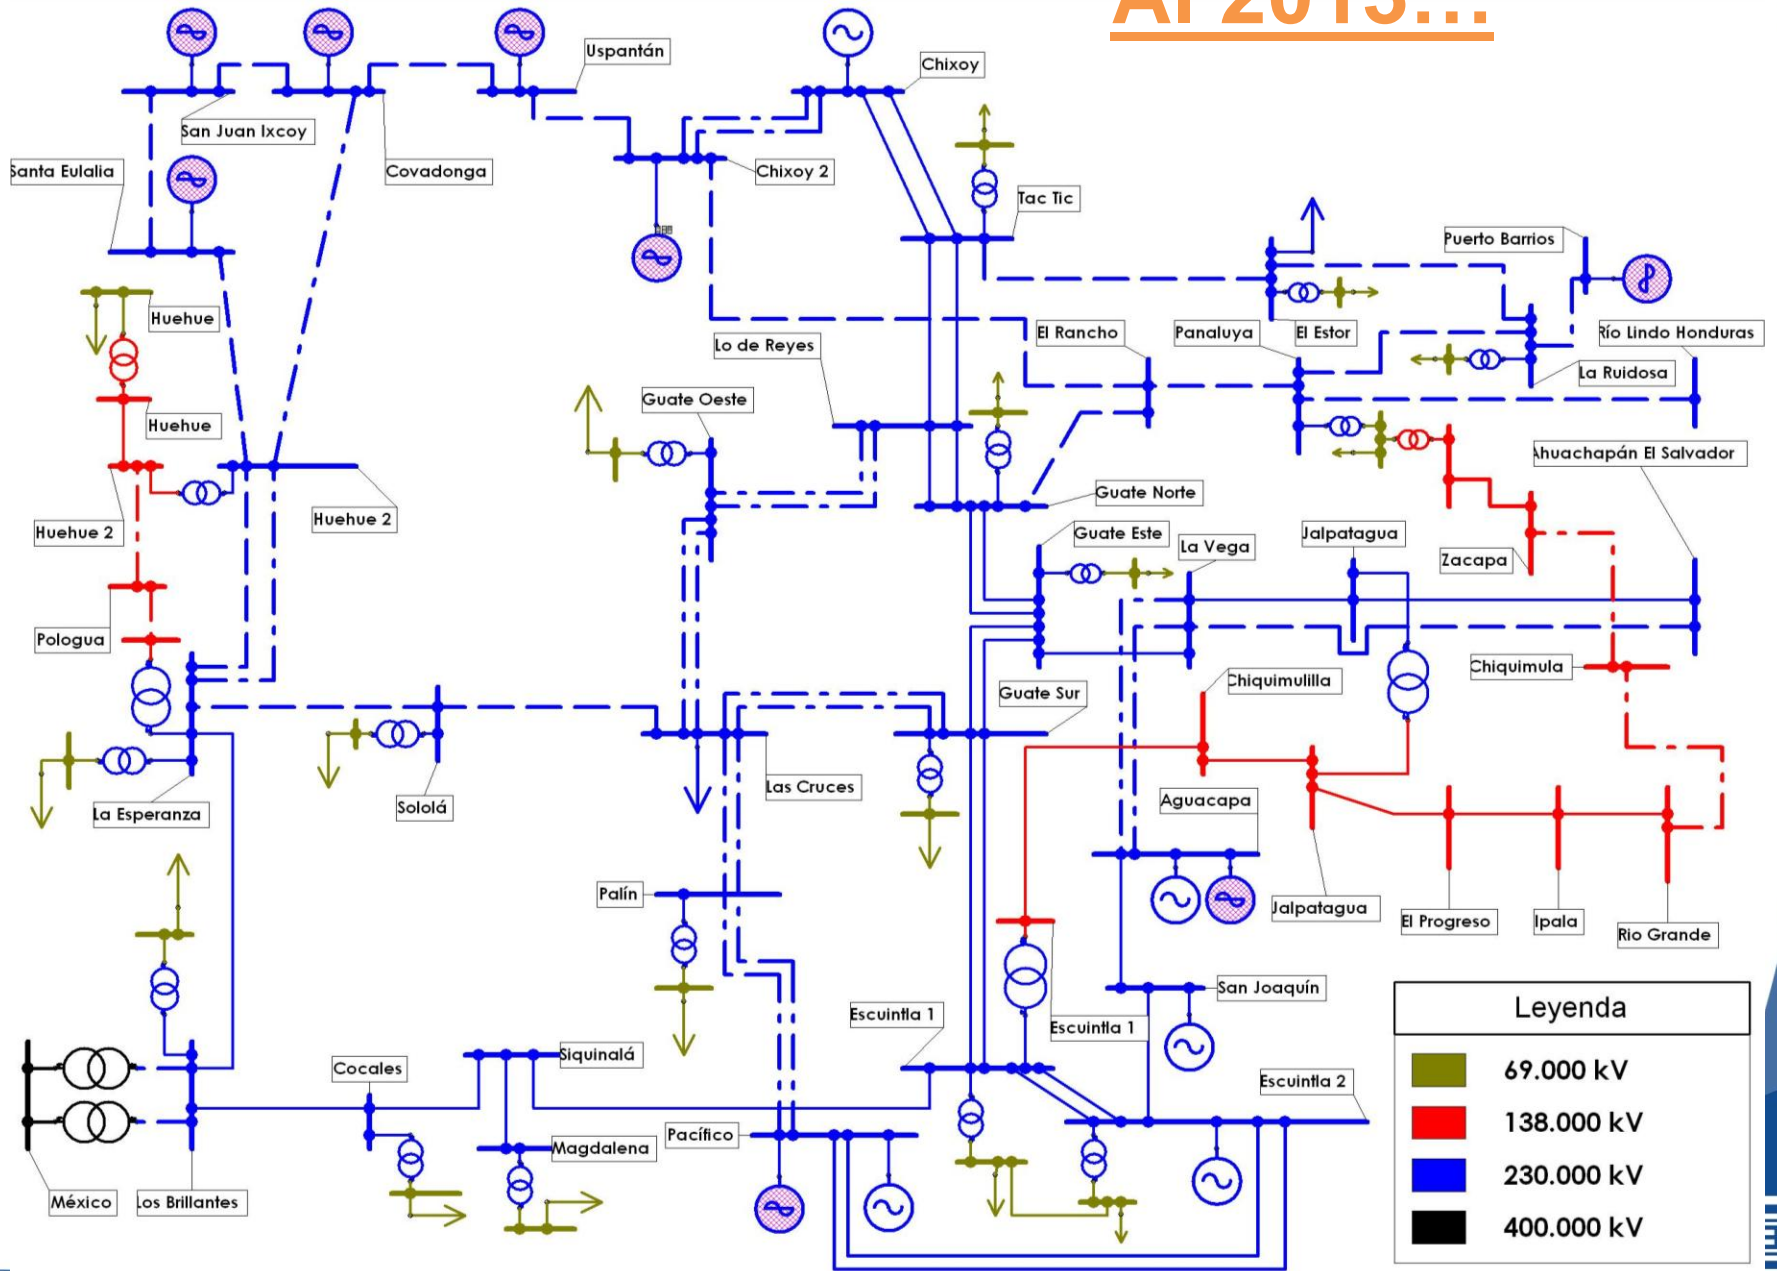 Al 2015...
Uspantán
Chixoy
San Juan Ixcoy
Santa Eulalia
Covadonga
Chixoy 2
Tac Tic
Puerto Barrios
Huehue
El Rancho
Panaluya
El Estor
Río Lindo Honduras
Lo de Reyes
La Ruidosa
Guate Oeste
Huehue
Ahuachapán El Salvador
Guate Norte
Huehue 2
Huehue 2
Guate Este
La Vega
Jalpatagua
Zacapa
Pologua
Chiquimula
Chiquimulilla
Guate Sur
Las Cruces
Sololá
La Esperanza
Aguacapa
Palín
Jalpatagua
El Progreso
Ipala
Rio Grande
San Joaquín
Escuintla 1
Escuintla 1
Siquinalá
Cocales
Escuintla 2
Pacífico
Magdalena
México
Los Brillantes
Leyenda
69.000 kV
138.000 kV
230.000 kV
400.000 kV